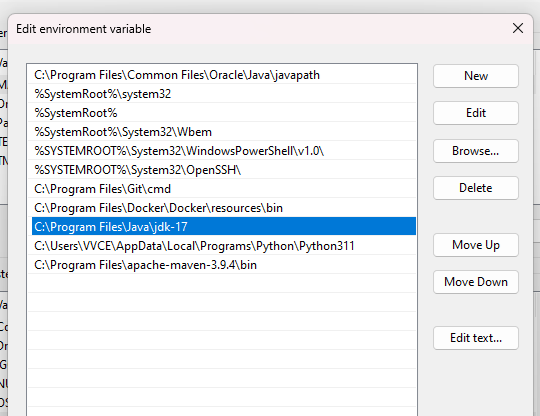 Edit environment variable
C:\Program Files\Common Files\Oracle\Java\javapath
%SystemRoot%\system32
%SystemRoot%
%SystemRoot%\System32\Wbem
%SYSTEMROOT%\System32\WindowsPowerShell\v1.0\
%SYSTEMROOT%\System32\OpenSSH\
C:\Program Files\Git\cmd
C:\Program Files\Docker\Docker\resources\bin
C:\Program Files\Java\jdk-17
C:\Users\VVCE\AppData\Local\Programs\Python\Python311
C:\Program Files\apache-maven-3.9.4\bin
New
Edit
Browse...
Delete
Move Up
Move Down
Edit text...